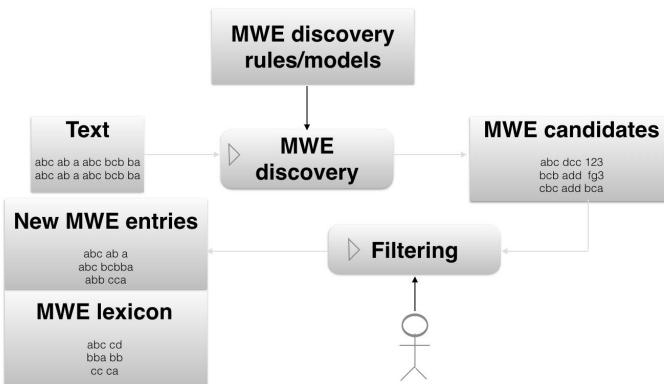 MWE discovery
rules/models
Text
abc ab a abc bcb ba
abc ab a abc bcb ba
MWE
discovery
MWE candidates
abc dcc 123
bcb add fg3
cbc add bca
New MWE entries
abc ab a
abc bcbba
abb cca
Filtering
MWE lexicon
abc cd
bba bb
cc ca